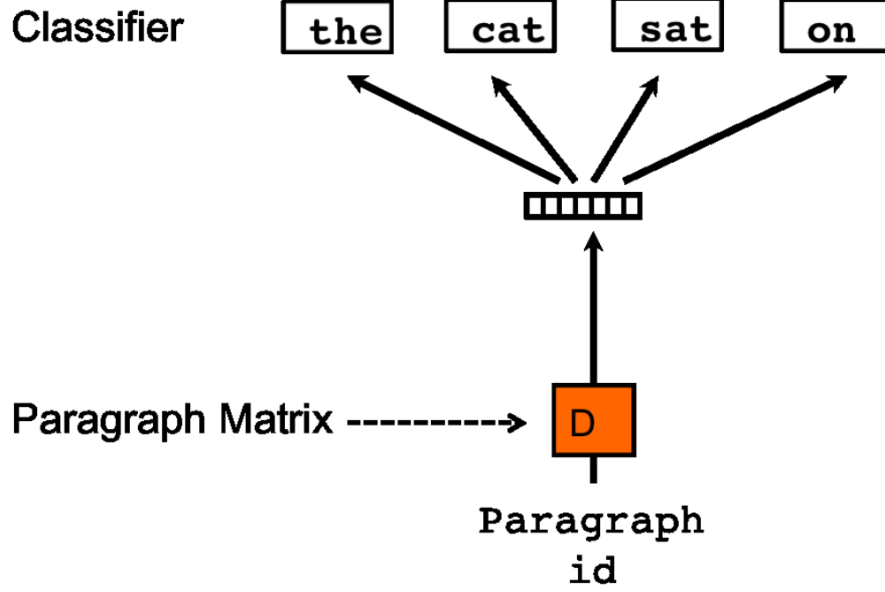 Classifier the cat sat on
Paragraph Matrix D
Paragraph
id